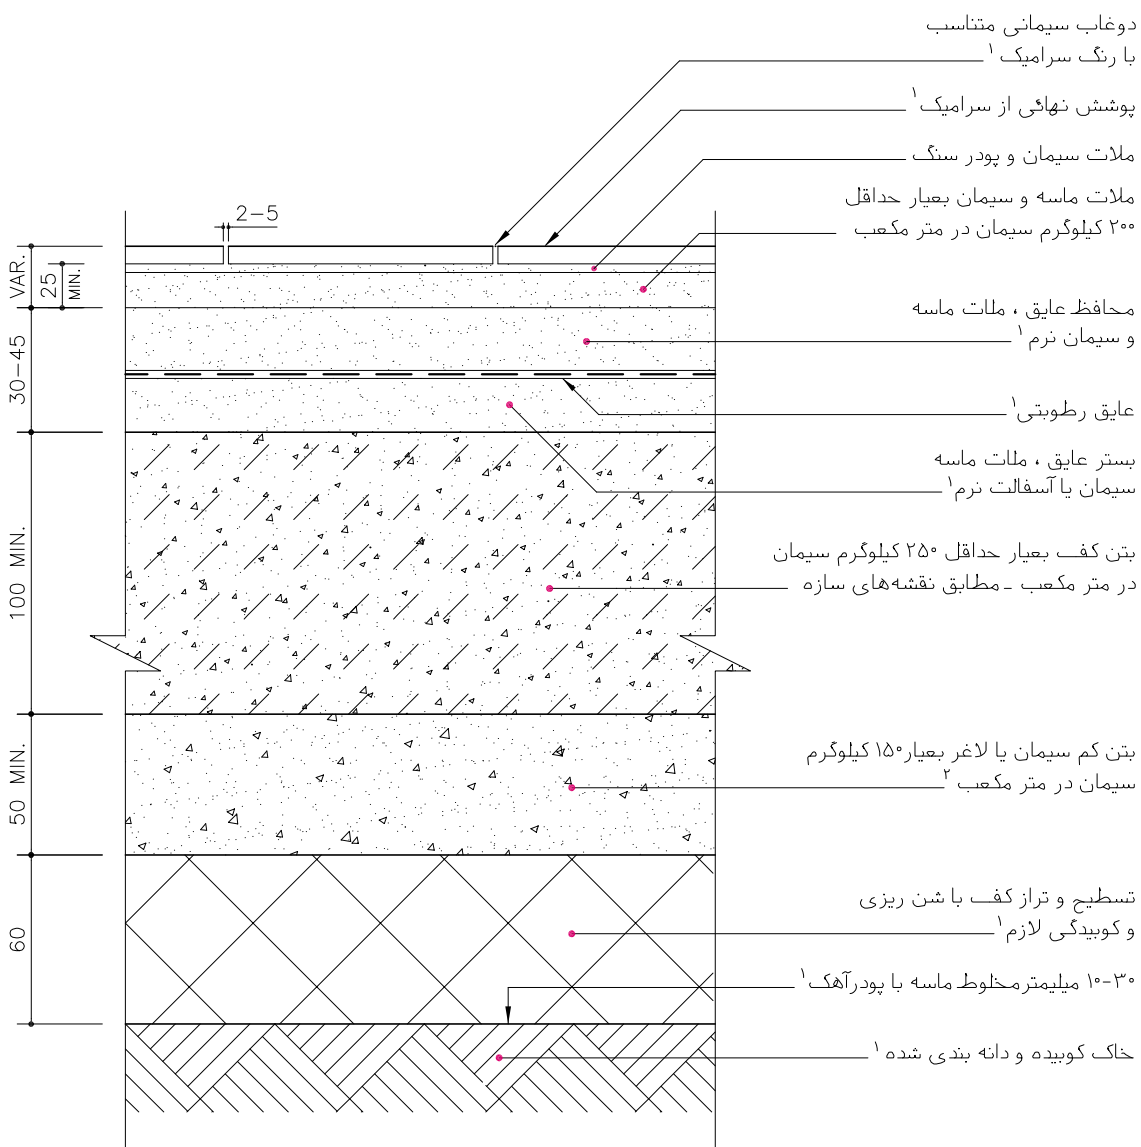 دوغاب سیمانی متناسب
با رنگ سرامیک ۱
پوشش نهائی از سرامیک ۱
ملات سیمان و پودر سنگ
ملات ماسه و سیمان بعیار حداقل
۲۰۰ کیلوگرم سیمان در متر مکعب
محافظ عایق ، ملات ماسه
و سیمان نرم ۱
عایق رطوبتی ۱
بستر عایق ، ملات ماسه
سیمان یا آسفالت نرم ۱
بتن کف بعیار حداقل ۲۵۰ کیلوگرم سیمان
در متر مکعب - مطابق نقشه‌های سازه
بتن کم سیمان یا لاغر بعیار ۱۵۰ کیلوگرم
سیمان در متر مکعب ۲
تسطیح و تراز کف با شن ریزی
و کوبیدگی لازم ۱
۱۰-۳۰ میلیمتر مخلوط ماسه با پودر آهک ۱
خاک کوبیده و دانه بندی شده ۱
2-5
VAR.
25
MIN.
30-45
100 MIN.
50 MIN.
60